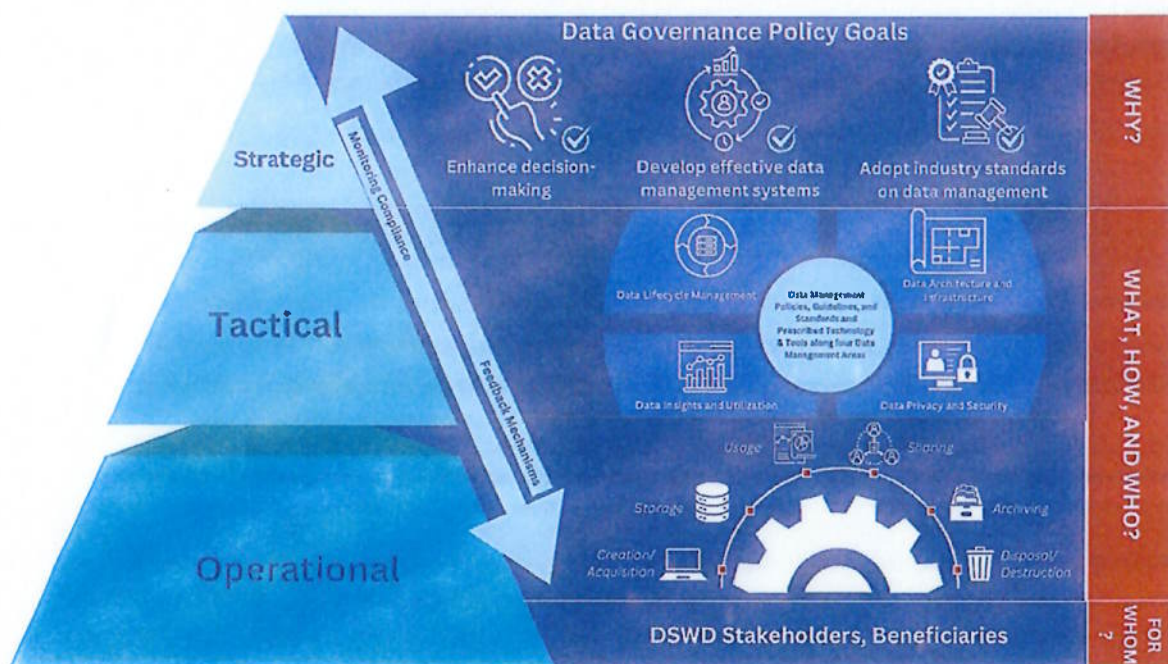 Data Governance Policy Goals
Enhance decision-
making
Develop effective data
management systems
Adopt industry standards
on data management
WHY?
Strategic
Monitoring Compliance
Feedback Mechanisms
Tactical
Data Lifecycle Management
Data Architecture and
Infrastructure
Data Management
Policies, Guidelines, and
Standards and
Prescribed Technology
& Tools along four Data
Management Areas
Data Insights and Utilization
Data Privacy and Security
WHAT, HOW, AND WHO?
Operational
Usage
Sharing
Storage
Archiving
Creation/
Acquisition
Disposal/
Destruction
DSWD Stakeholders, Beneficiaries
FOR
WHOM
?